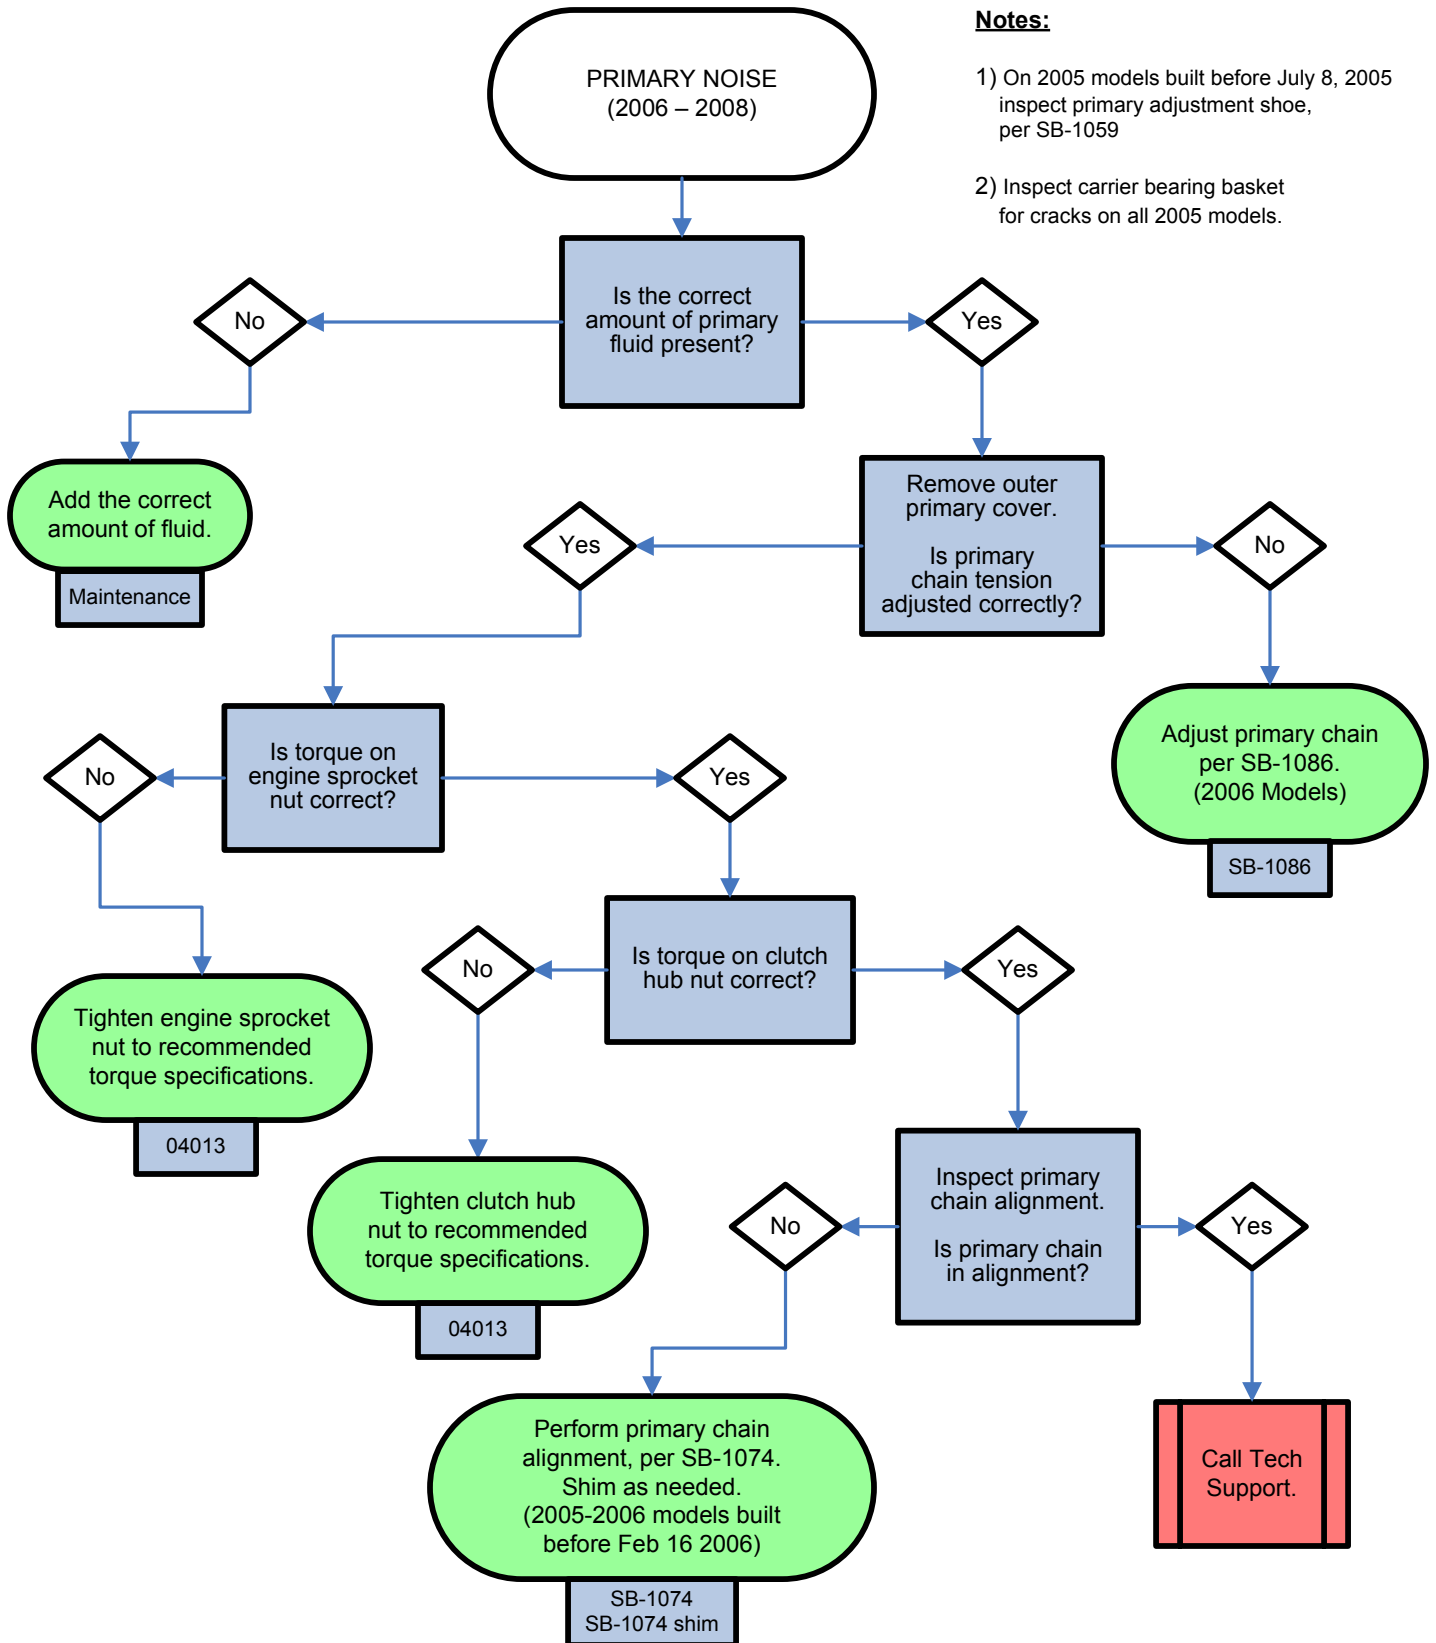 Notes:
PRIMARY NOISE
(2006 – 2008)
1) On 2005 models built before July 8, 2005
inspect primary adjustment shoe,
per SB-1059
2) Inspect carrier bearing basket
for cracks on all 2005 models.
Is the correct
amount of primary
fluid present?
No
Yes
Add the correct
amount of fluid.
Maintenance
Remove outer
primary cover.
Is primary
chain tension
adjusted correctly?
Yes
No
Adjust primary chain
per SB-1086.
(2006 Models)
SB-1086
Is torque on
engine sprocket
nut correct?
No
Yes
Tighten engine sprocket
nut to recommended
torque specifications.
04013
Is torque on clutch
hub nut correct?
No
Yes
Tighten clutch hub
nut to recommended
torque specifications.
04013
Inspect primary
chain alignment.
Is primary chain
in alignment?
No
Yes
Perform primary chain
alignment, per SB-1074.
Shim as needed.
(2005-2006 models built
before Feb 16 2006)
SB-1074
SB-1074 shim
Call Tech
Support.